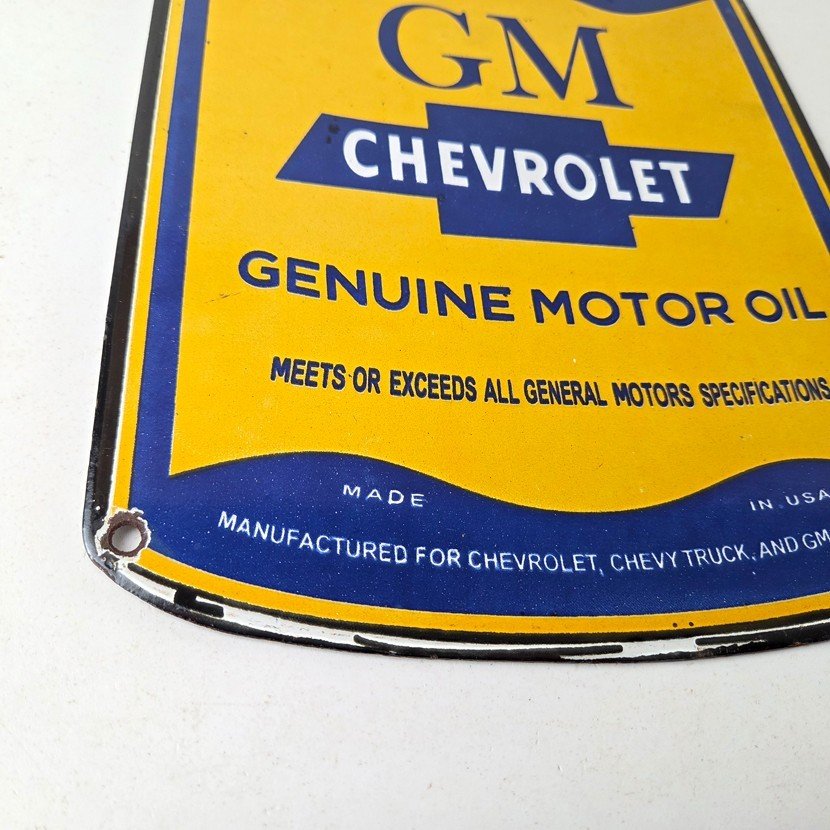 GM
CHEVROLET
GENUINE MOTOR OIL
MEETS OR EXCEEDS ALL GENERAL MOTORS SPECIFICATIONS
MADE IN USA
MANUFACTURED FOR CHEVROLET, CHEVY TRUCK, AND GM